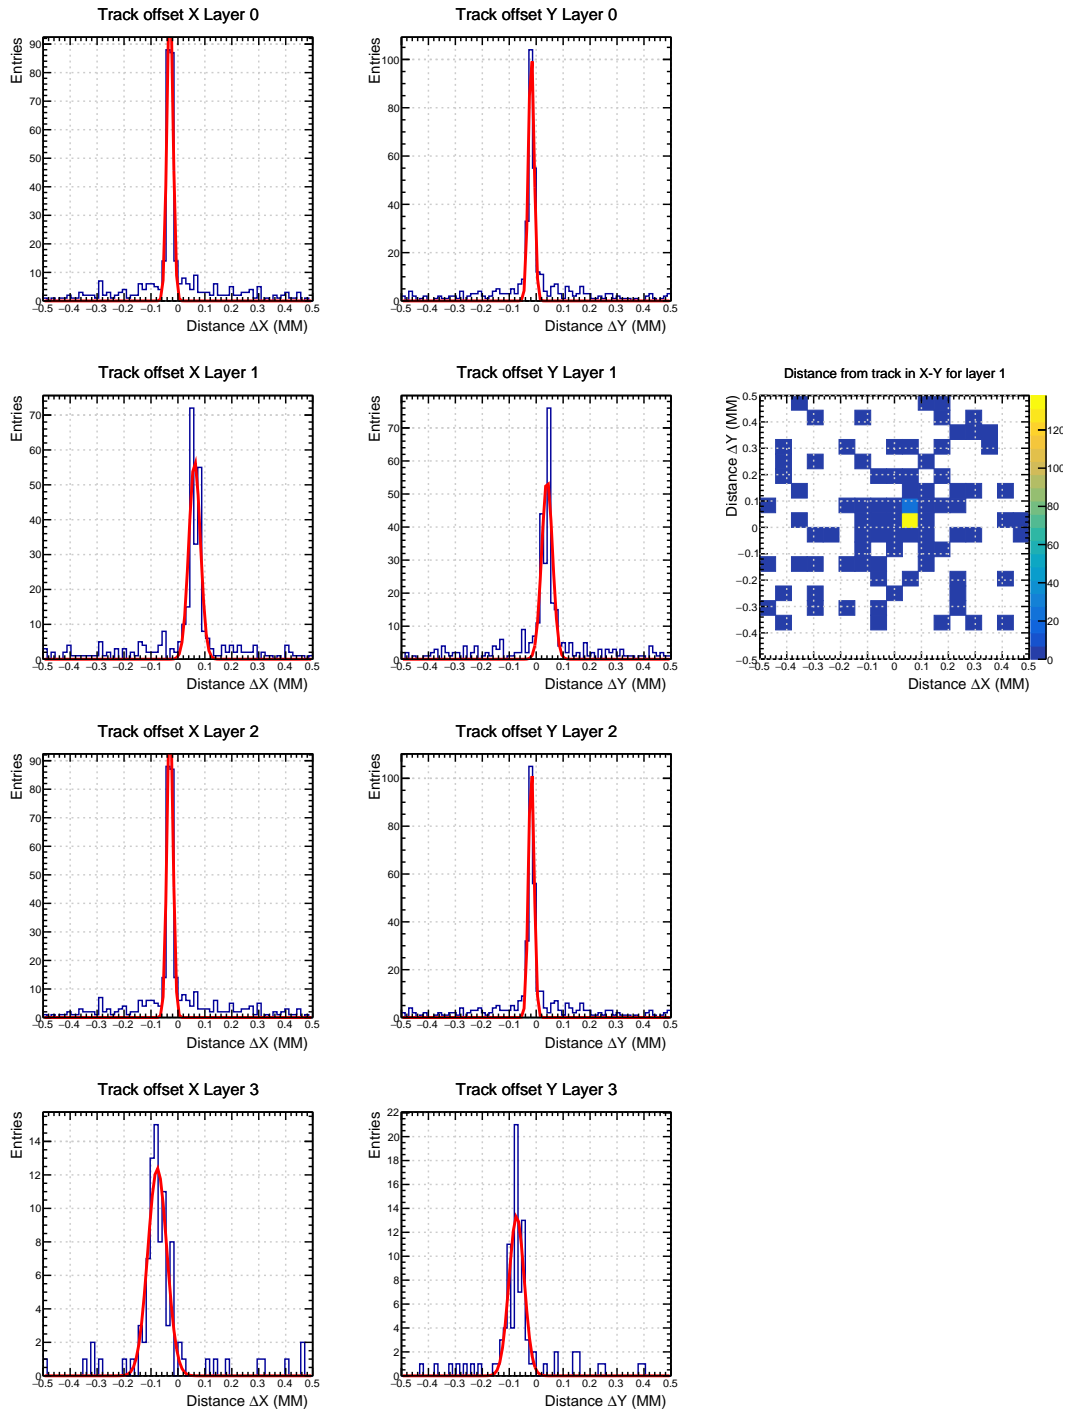 Track offset X Layer 0
Entries
90
80
70
60
50
40
30
20
10
0
−0.5 −0.4 −0.3 −0.2 −0.1 0 0.1 0.2 0.3 0.4 0.5
Distance ΔX (MM)
Track offset Y Layer 0
Entries
100
80
60
40
20
0
−0.5 −0.4 −0.3 −0.2 −0.1 0 0.1 0.2 0.3 0.4 0.5
Distance ΔY (MM)
Track offset X Layer 1
Entries
70
60
50
40
30
20
10
0
−0.5 −0.4 −0.3 −0.2 −0.1 0 0.1 0.2 0.3 0.4 0.5
Distance ΔX (MM)
Track offset Y Layer 1
Entries
70
60
50
40
30
20
10
0
−0.5 −0.4 −0.3 −0.2 −0.1 0 0.1 0.2 0.3 0.4 0.5
Distance ΔY (MM)
Distance from track in X-Y for layer 1
Distance ΔY (MM)
0.5
0.4
0.3
0.2
0.1
0
−0.1
−0.2
−0.3
−0.4
−0.5
−0.5 −0.4 −0.3 −0.2 −0.1 0 0.1 0.2 0.3 0.4 0.5
Distance ΔX (MM)
120
100
80
60
40
20
0
Track offset X Layer 2
Entries
90
80
70
60
50
40
30
20
10
0
−0.5 −0.4 −0.3 −0.2 −0.1 0 0.1 0.2 0.3 0.4 0.5
Distance ΔX (MM)
Track offset Y Layer 2
Entries
100
80
60
40
20
0
−0.5 −0.4 −0.3 −0.2 −0.1 0 0.1 0.2 0.3 0.4 0.5
Distance ΔY (MM)
Track offset X Layer 3
Entries
14
12
10
8
6
4
2
0
−0.5 −0.4 −0.3 −0.2 −0.1 0 0.1 0.2 0.3 0.4 0.5
Distance ΔX (MM)
Track offset Y Layer 3
Entries
22
20
18
16
14
12
10
8
6
4
2
0
−0.5 −0.4 −0.3 −0.2 −0.1 0 0.1 0.2 0.3 0.4 0.5
Distance ΔY (MM)